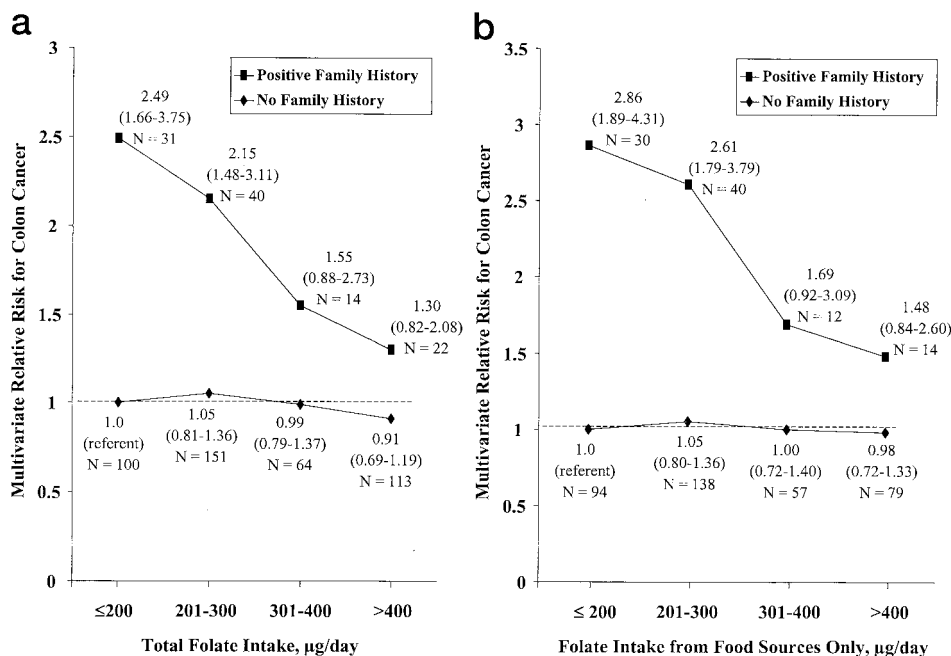 a
3
2.5
2
1.5
1
0.5
0
Multivariate Relative Risk for Colon Cancer
Positive Family History
No Family History
2.49
(1.66-3.75)
N = 31
2.15
(1.48-3.11)
N = 40
1.55
(0.88-2.73)
N = 14
1.30
(0.82-2.08)
N = 22
1.0
(referent)
N = 100
1.05
(0.81-1.36)
N = 151
0.99
(0.79-1.37)
N = 64
0.91
(0.69-1.19)
N = 113
≤200
201-300
301-400
>400
Total Folate Intake, µg/day
b
3.5
3
2.5
2
1.5
1
0.5
0
Multivariate Relative Risk for Colon Cancer
Positive Family History
No Family History
2.86
(1.89-4.31)
N = 30
2.61
(1.79-3.79)
N = 40
1.69
(0.92-3.09)
N = 12
1.48
(0.84-2.60)
N = 14
1.0
(referent)
N = 94
1.05
(0.80-1.36)
N = 138
1.00
(0.72-1.40)
N = 57
0.98
(0.72-1.33)
N = 79
≤ 200
201-300
301-400
>400
Folate Intake from Food Sources Only, µg/day